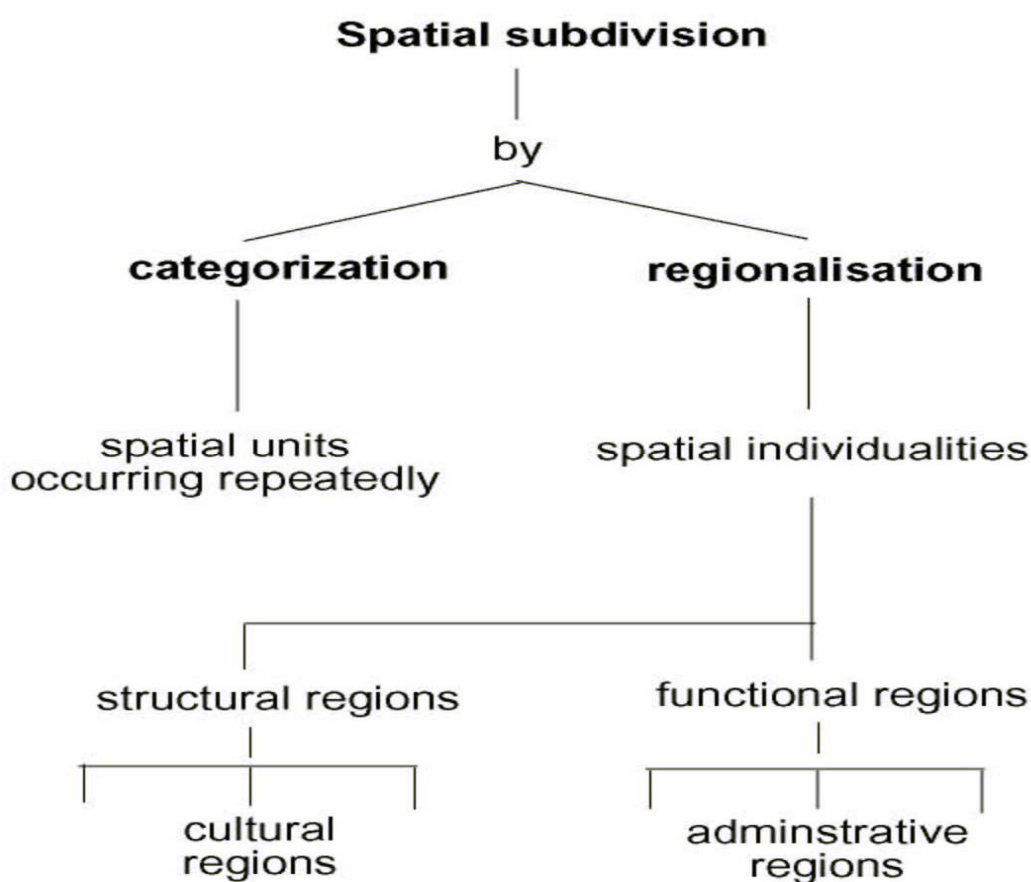 Spatial subdivision
by
categorization
regionalisation
spatial units
occurring repeatedly
spatial individualities
structural regions
functional regions
cultural
regions
adminstrative
regions